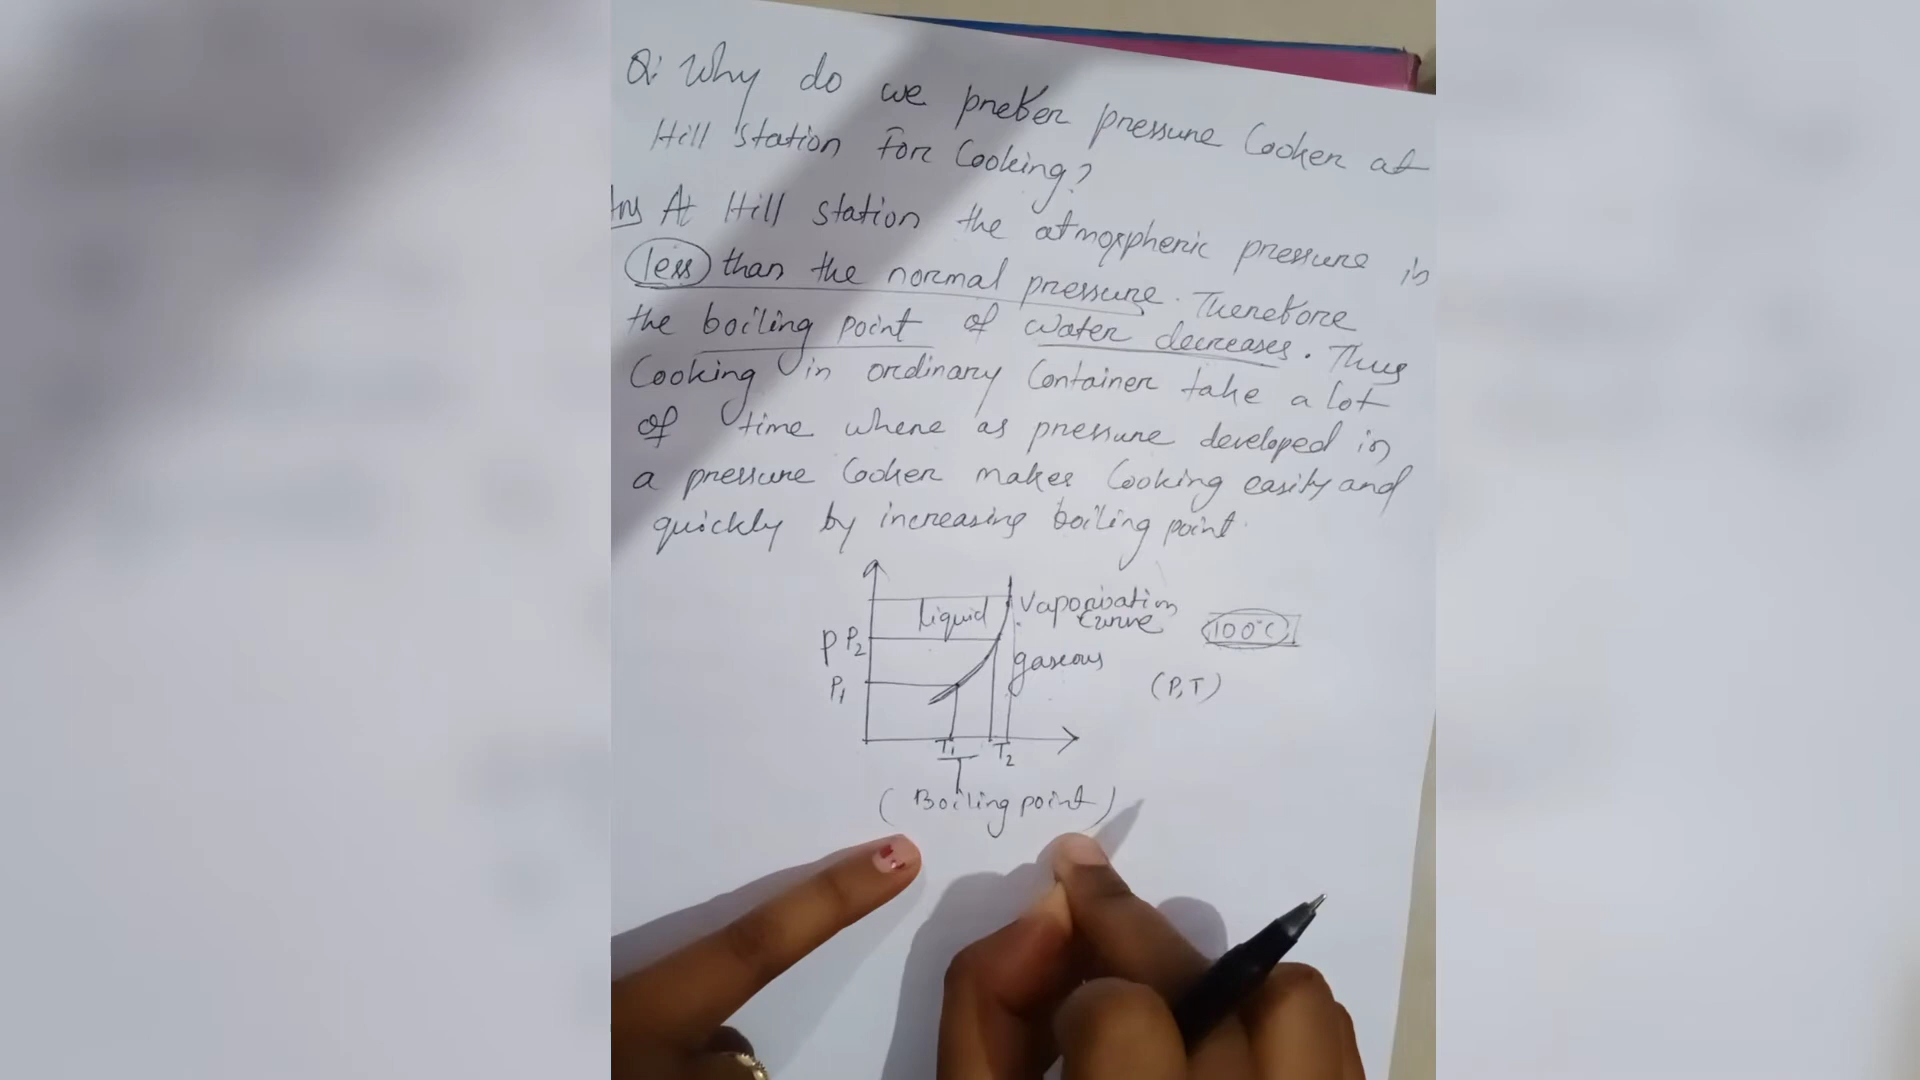 Q: Why do we prefer pressure Cooker at
Hill station For Cooking?
Ans At Hill station the atmospheric pressure is
less than the normal pressure. Therefore
the boiling point of water decreases. Thus
Cooking in ordinary Container take a lot
of time where as pressure developed in
a pressure Cooker makes Cooking easily and
quickly by increasing boiling point.
liquid
Vaporisation
Curve
100°C
P P2
gaseous
P1
(P,T)
T1 T2
T
(Boiling point)